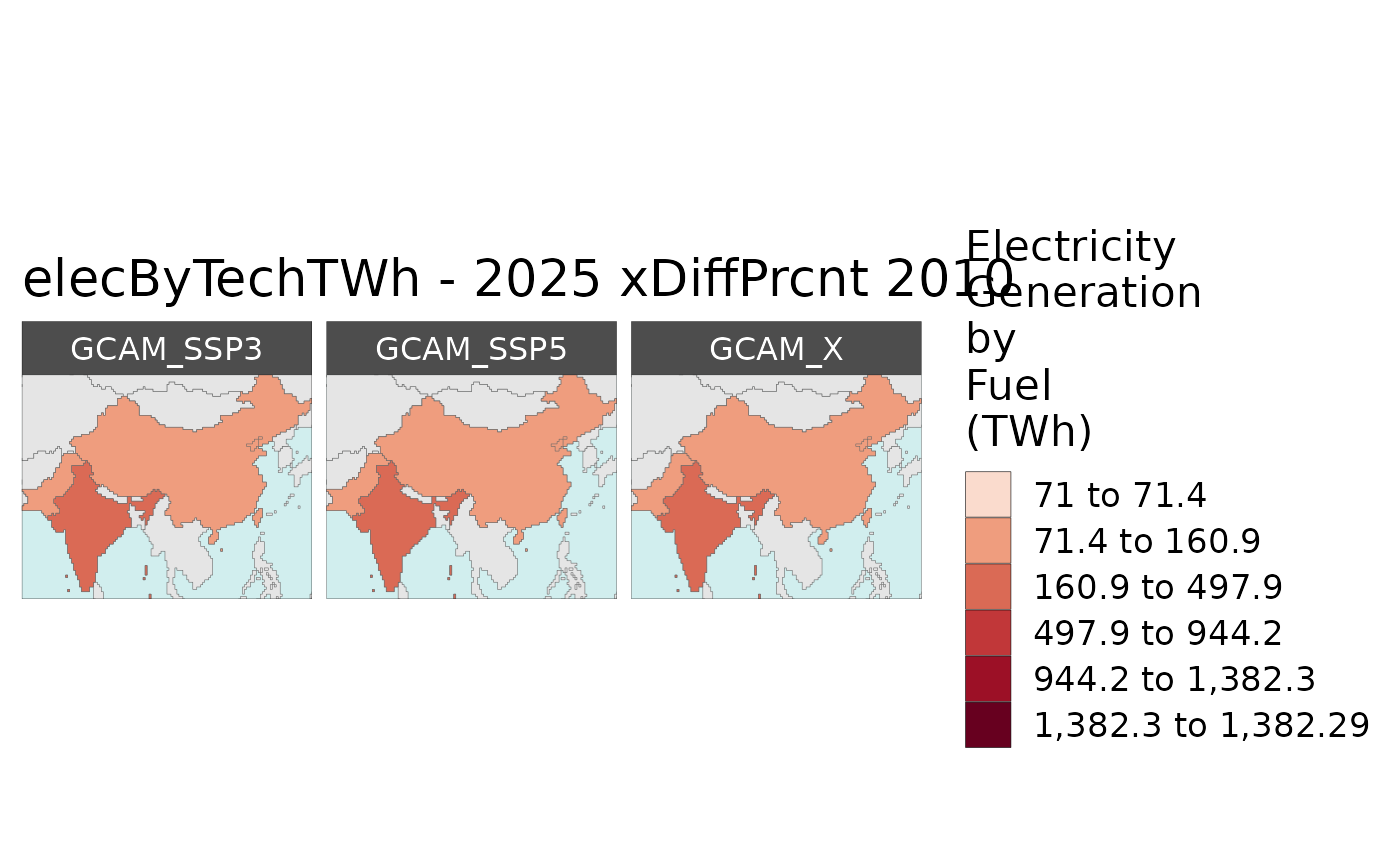 elecByTechTWh - 2025 xDiffPrcnt 2010
GCAM_SSP3
GCAM_SSP5
GCAM_X
Electricity
Generation
by
Fuel
(TWh)
71 to 71.4
71.4 to 160.9
160.9 to 497.9
497.9 to 944.2
944.2 to 1,382.3
1,382.3 to 1,382.29